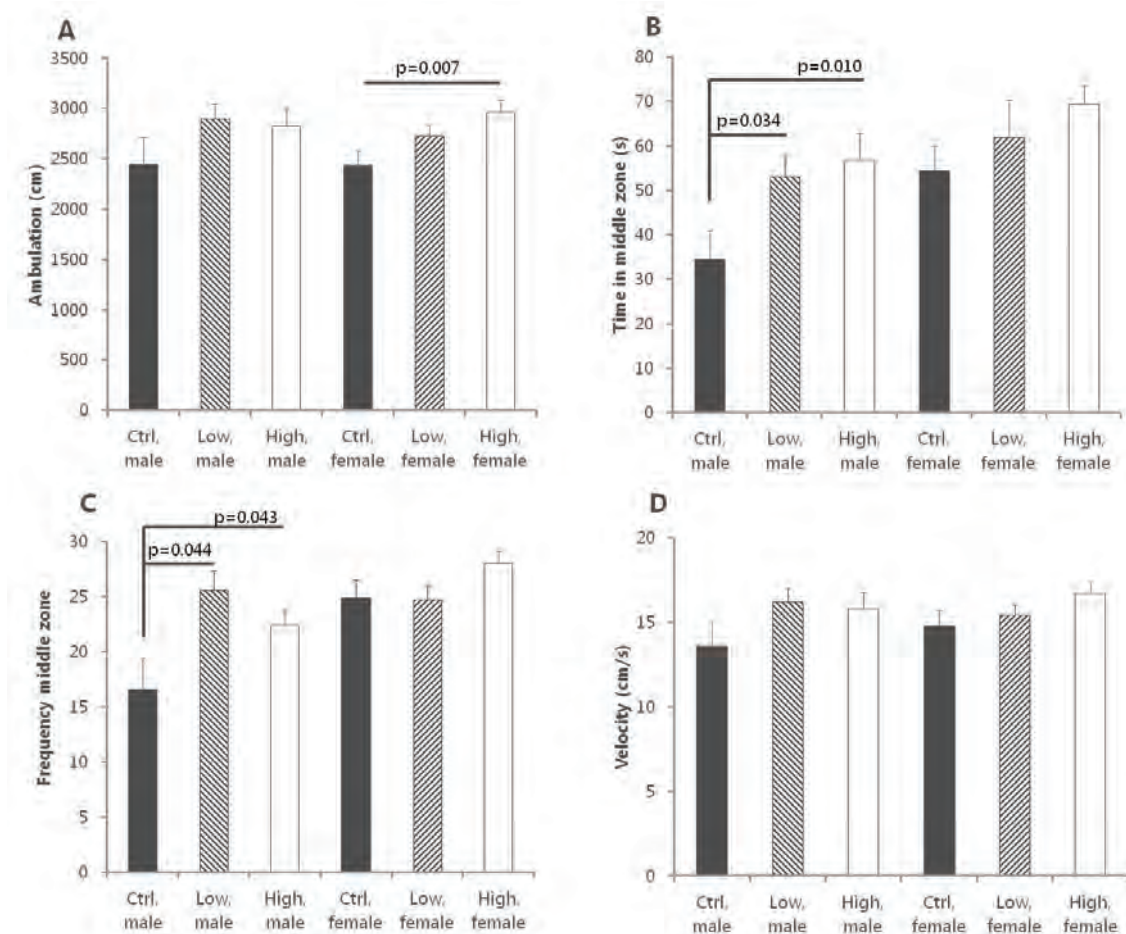 A
Ambulation (cm)
3500
3000
2500
2000
1500
1000
500
0
p=0.007
Ctrl, male
Low, male
High, male
Ctrl, female
Low, female
High, female
B
Time in middle zone (s)
80
70
60
50
40
30
20
10
0
p=0.010
p=0.034
Ctrl, male
Low, male
High, male
Ctrl, female
Low, female
High, female
C
Frequency middle zone
30
25
20
15
10
5
0
p=0.043
p=0.044
Ctrl, male
Low, male
High, male
Ctrl, female
Low, female
High, female
D
Velocity (cm/s)
20
15
10
5
0
Ctrl, male
Low, male
High, male
Ctrl, female
Low, female
High, female